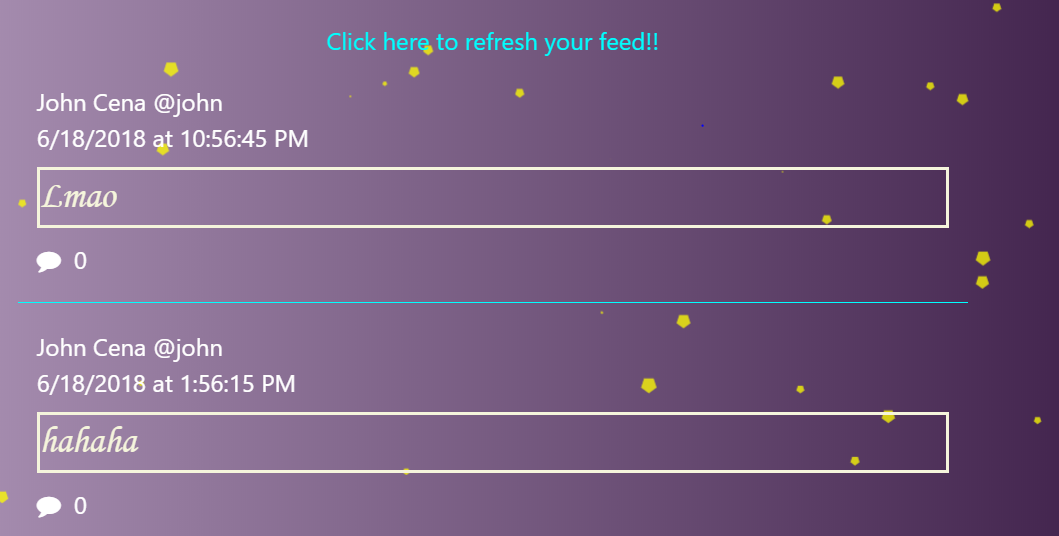 Click here to refresh your feed!!
John Cena @john
6/18/2018 at 10:56:45 PM
Lmao
0
John Cena @john
6/18/2018 at 1:56:15 PM
hahaha
0